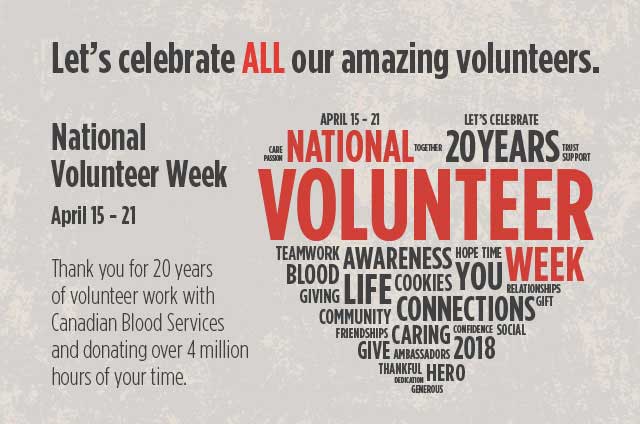 Let's celebrate ALL our amazing volunteers.
National
Volunteer Week
April 15 – 21
Thank you for 20 years
of volunteer work with
Canadian Blood Services
and donating over 4 million
hours of your time.
APRIL 15 – 21 LET'S CELEBRATE
CARE PASSION NATIONAL TOGETHER 20 YEARS TRUST SUPPORT
VOLUNTEER
TEAMWORK AWARENESS HOPE TIME WEEK
BLOOD LIFE COOKIES YOU RELATIONSHIPS
GIVING CONNECTIONS GIFT
COMMUNITY
FRIENDSHIPS CARING CONFIDENCE SOCIAL
GIVE AMBASSADORS 2018
THANKFUL HERO
DEDICATION
GENEROUS